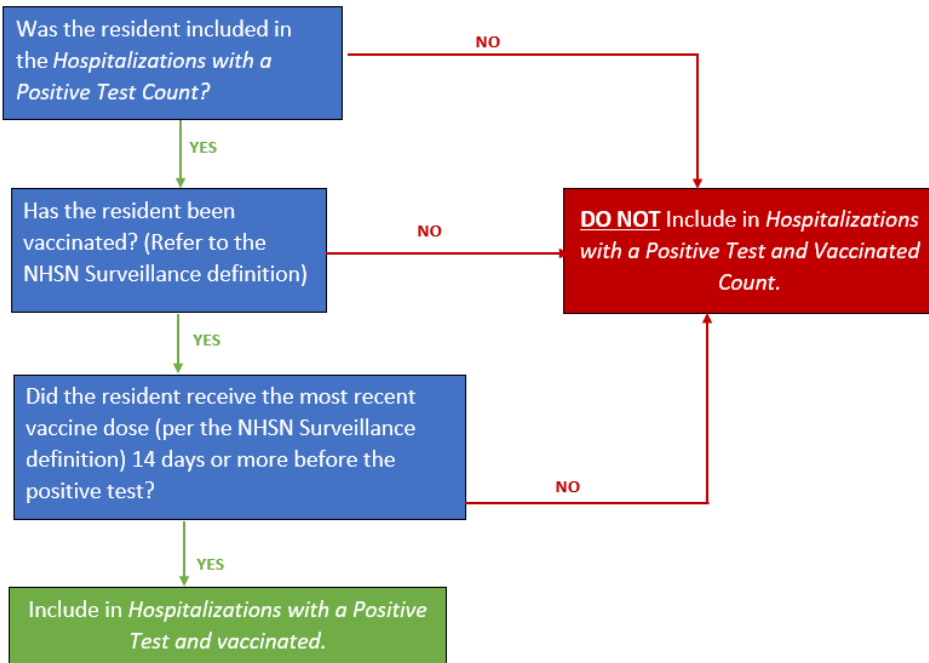 Was the resident included in
the Hospitalizations with a
Positive Test Count?
NO
YES
Has the resident been
vaccinated? (Refer to the
NHSN Surveillance definition)
NO
DO NOT Include in Hospitalizations
with a Positive Test and Vaccinated
Count.
YES
Did the resident receive the most recent
vaccine dose (per the NHSN Surveillance
definition) 14 days or more before the
positive test?
NO
YES
Include in Hospitalizations with a Positive
Test and vaccinated.